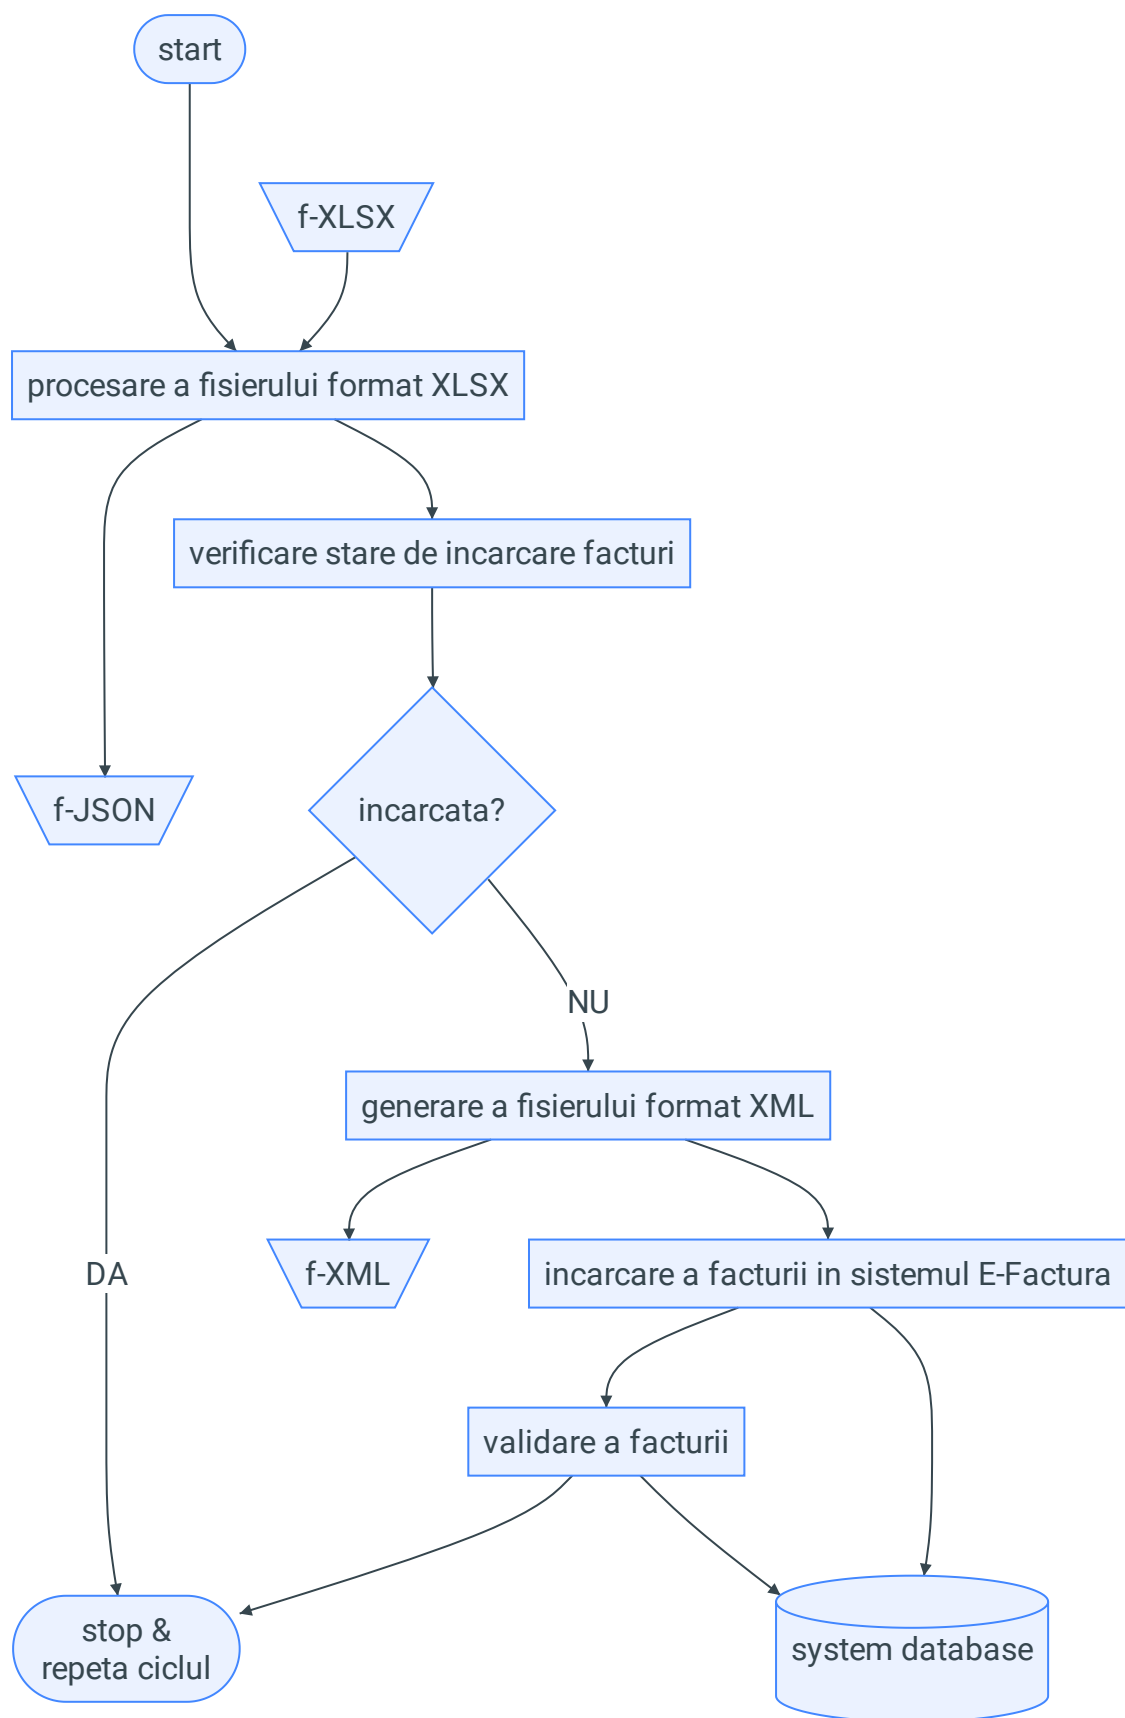 start
f-XLSX
procesare a fisierului format XLSX
verificare stare de incarcare facturi
f-JSON
incarcata?
NU
generare a fisierului format XML
DA
f-XML
incarcare a facturii in sistemul E-Factura
validare a facturii
stop &
repeta ciclul
system database